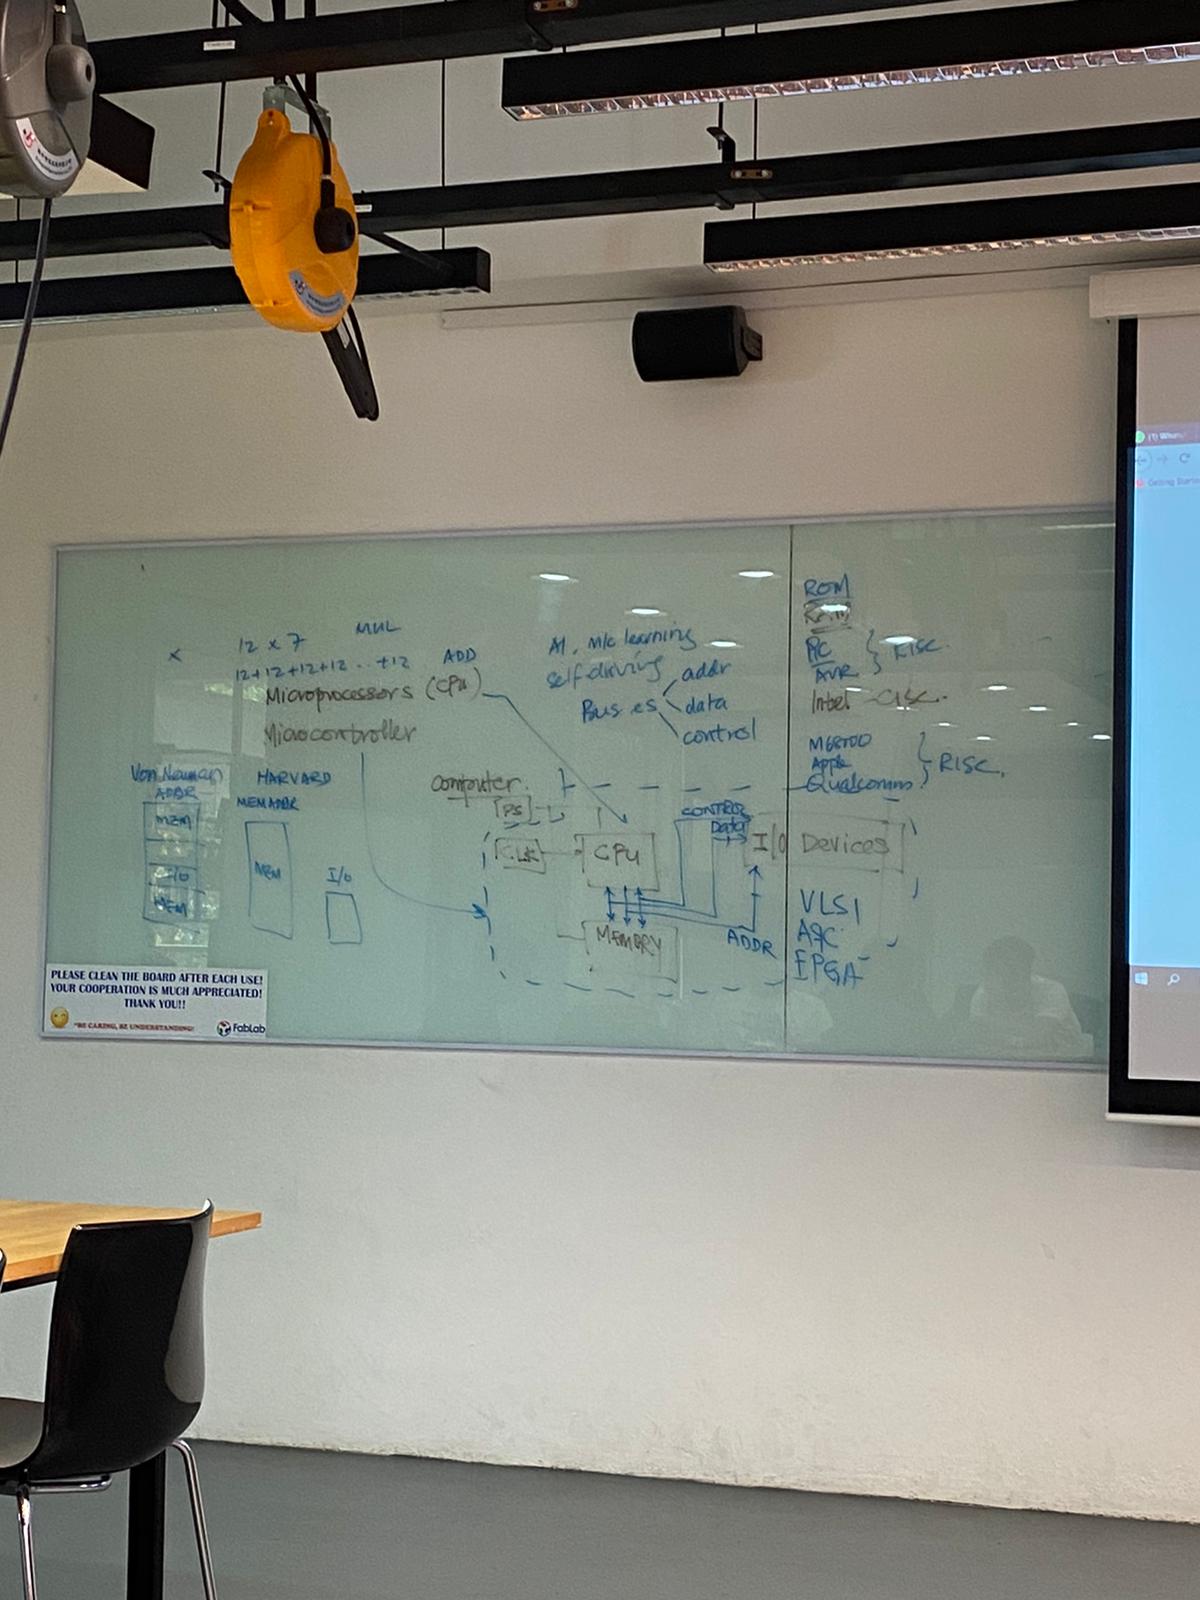 12 x 7
MUL
x
12+12+12+12 .. +12
ADD
Microprocessors (CPU)
Microcontroller
AI, M/c learning
self driving
Buses
addr
data
control
ROM
RAM
PIC
AVR
} RISC.
Intel - CISC.
M68000
Apple
Qualcomm
} RISC.
Von Neuman
ADDR
MEM
I/O
MEM
HARVARD
MEM ADDR
MEM
I/O
computer
PS
CLK
CPU
MEMORY
CONTROL
Data
I/O Devices
ADDR
VLSI
FPGA
PLEASE CLEAN THE BOARD AFTER EACH USE!
YOUR COOPERATION IS MUCH APPRECIATED!
THANK YOU!!
"BE CARING, BE UNDERSTANDING!
FabLab
Getting Starte